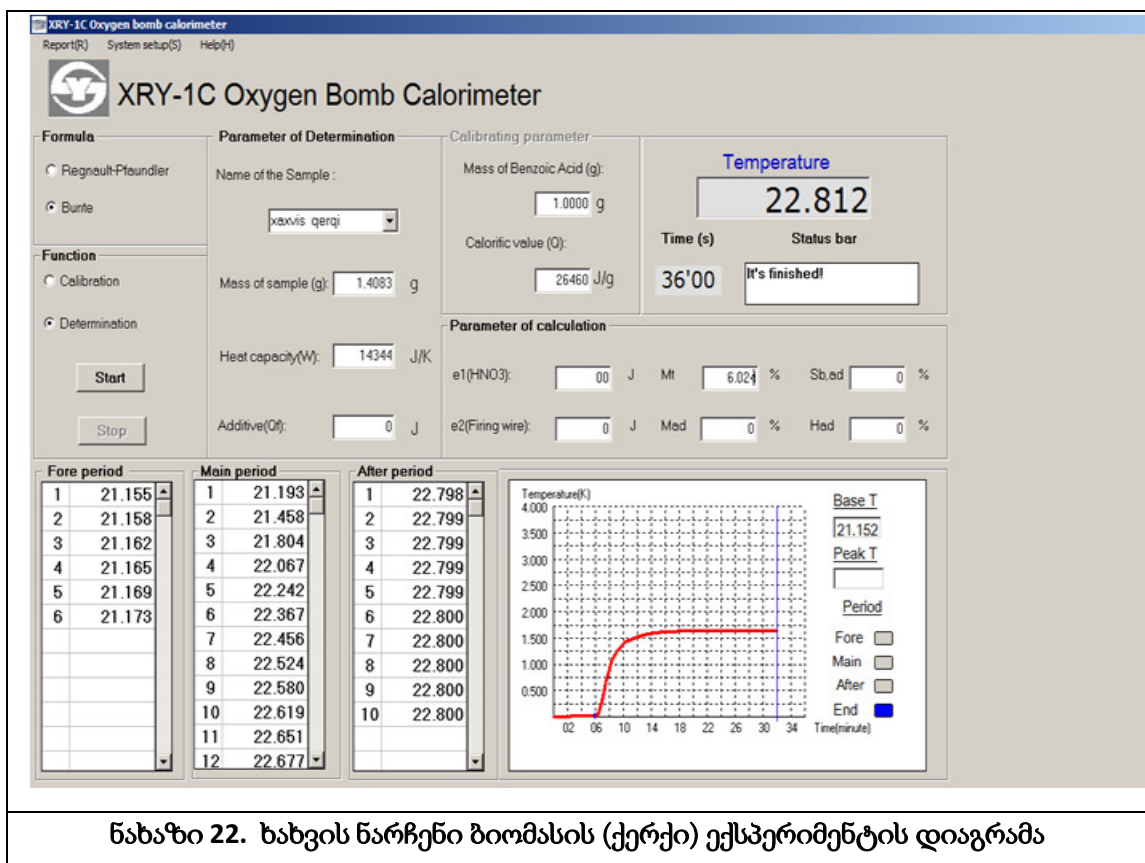 XRY-1C Oxygen bomb calorimeter
Report(R) System setup(S) Help(H)
XRY-1C Oxygen Bomb Calorimeter
Formula
Regnault-Pfaundler
Bunte
Function
Calibration
Determination
Start
Stop
Parameter of Determination
Name of the Sample :
xaxvis qerqi
Mass of sample (g): 1.4083 g
Heat capacity(W): 14344 J/K
Additive(Qf): 0 J
Calibrating parameter
Mass of Benzoic Acid (g):
1.0000 g
Calorific value (Q):
26460 J/g
Temperature
22.812
Time (s) Status bar
36'00 It's finished!
Parameter of calculation
e1(HNO3): 00 J Mt 6.024 % Sb,ad 0 %
e2(Firing wire): 0 J Mad 0 % Had 0 %
Fore period
1 21.155
2 21.158
3 21.162
4 21.165
5 21.169
6 21.173
Main period
1 21.193
2 21.458
3 21.804
4 22.067
5 22.242
6 22.367
7 22.456
8 22.524
9 22.580
10 22.619
11 22.651
12 22.677
After period
1 22.798
2 22.799
3 22.799
4 22.799
5 22.799
6 22.800
7 22.800
8 22.800
9 22.800
10 22.800
Temperature(K)
4.000
3.500
3.000
2.500
2.000
1.500
1.000
0.500
02 06 10 14 18 22 26 30 34 Time(minute)
Base T
21.152
Peak T
Period
Fore
Main
After
End
ნახაზი 22. ხახვის ნარჩენი ბიომასის (ქერქი) ექსპერიმენტის დიაგრამა